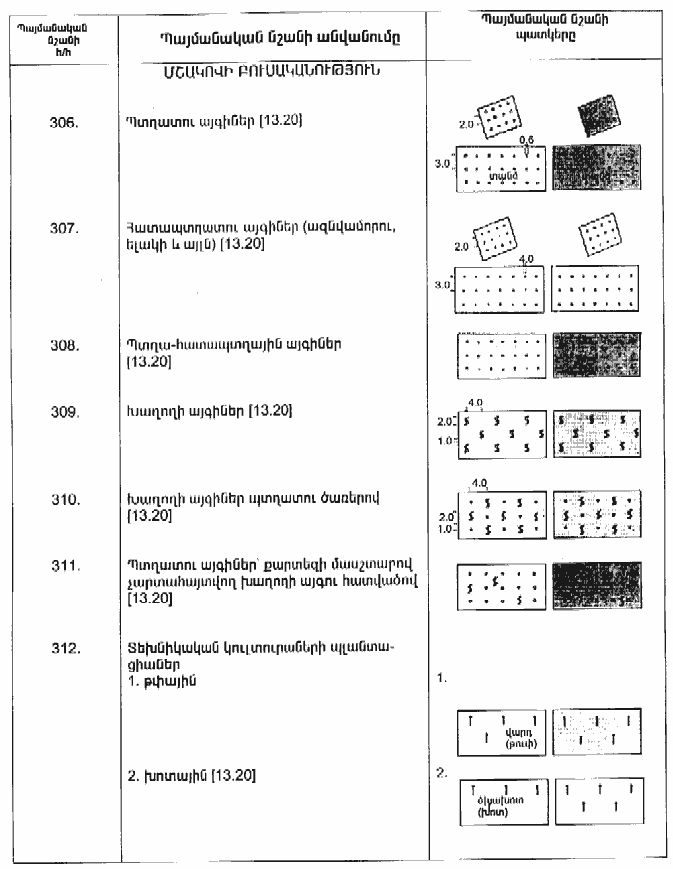 Պայմանական
նշանի
հ/հ
Պայմանական նշանի անվանումը
Պայմանական նշանի
պատկերը
ՄՇԱԿՈՎԻ ԲՈՒՍԱԿԱՆՈՒԹՅՈՒՆ
306.
Պտղատու այգիներ [13.20]
2.0
0.6
3.0
տանձ
307.
Հատապտղատու այգիներ (ազնվամորու,
ելակի և այլն) [13.20]
2.0
4.0
3.0
308.
Պտղա-հատապտղային այգիներ
[13.20]
309.
Խաղողի այգիներ [13.20]
4.0
2.0
1.0
310.
Խաղողի այգիներ պտղատու ծառերով
[13.20]
4.0
2.0
1.0
311.
Պտղատու այգիներ՝ քարտեզի մասշտաբով
չարտահայտվող խաղողի այգու հատվածով
[13.20]
312.
Տեխնիկական կուլտուրաների պլանտա-
ցիաներ
1. թփային
1.
վարդ
(թուփ)
2. խոտային [13.20]
2.
ծխախոտ
(խոտ)